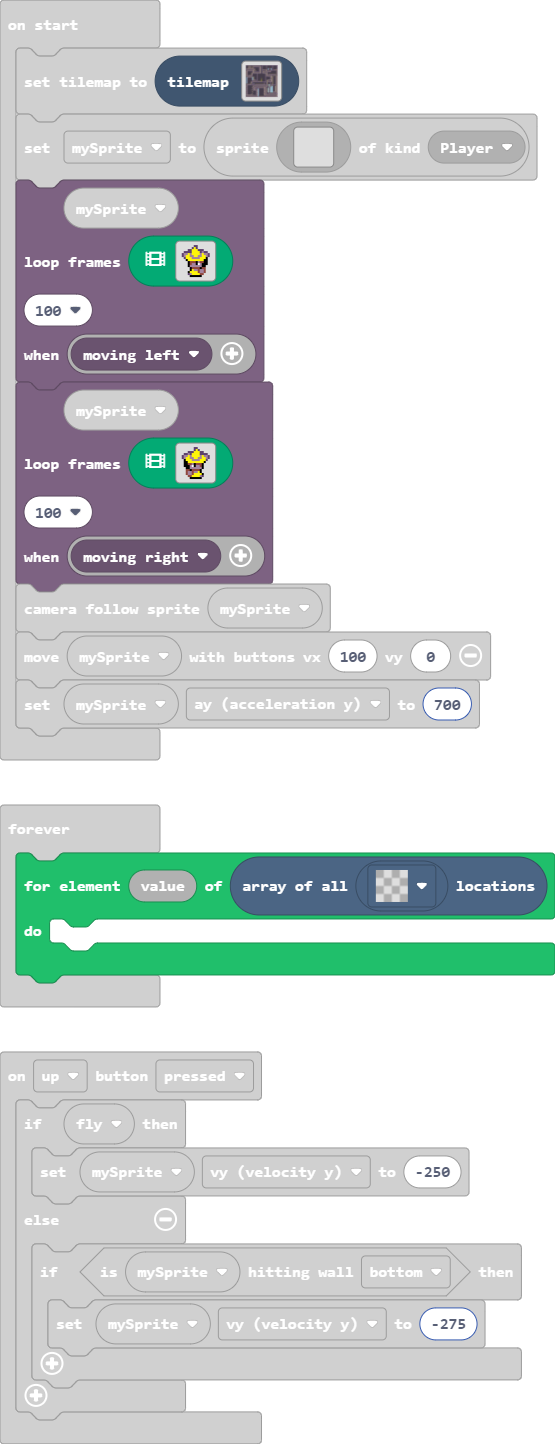 on start
set tilemap to tilemap
set mySprite to sprite of kind Player
mySprite
loop frames
100
when moving left
mySprite
loop frames
100
when moving right
camera follow sprite mySprite
move mySprite with buttons vx 100 vy 0
set mySprite ay (acceleration y) to 700
forever
for element value of array of all locations
do
on up button pressed
if fly then
set mySprite vy (velocity y) to -250
else
if is mySprite hitting wall bottom then
set mySprite vy (velocity y) to -275